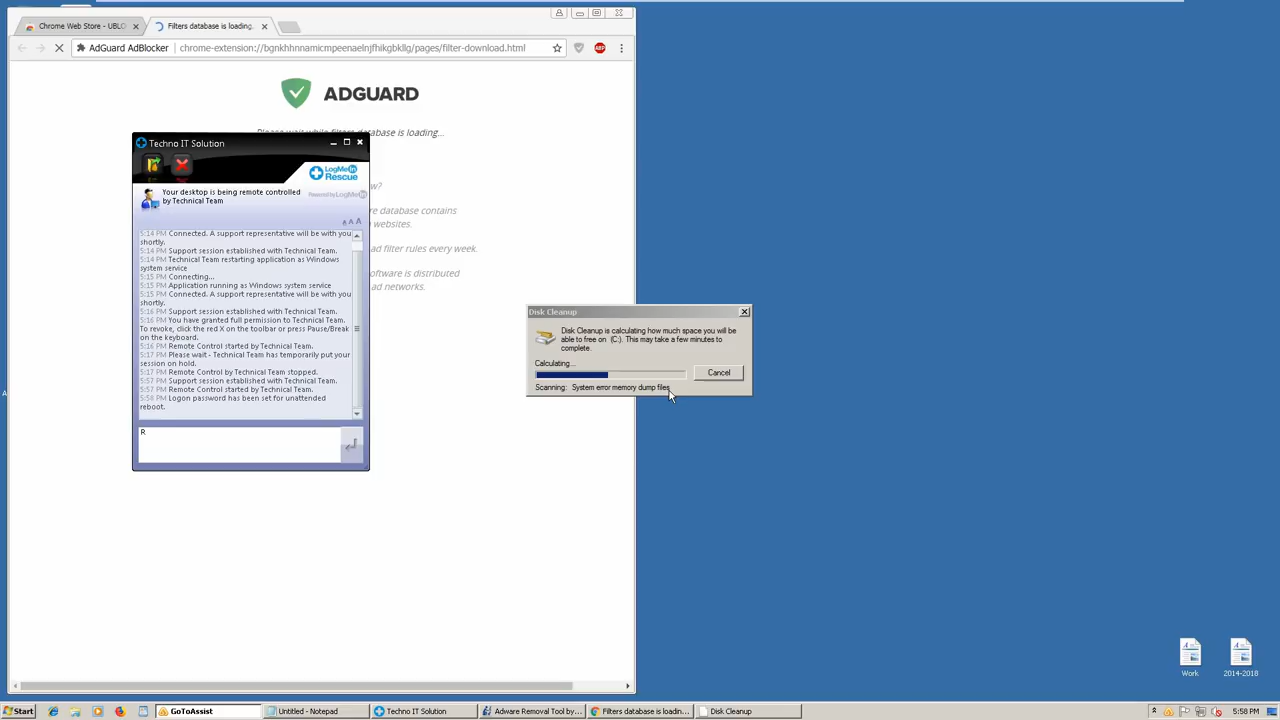 Chrome Web Store - UBLO
Filters database is loading.
AdGuard AdBlocker
chrome-extension://bgnkhhnnamicmpeenaelnjfhikgbkllg/pages/filter-download.html
ABP
ADGUARD
Please wait while filters database is loading...
w?
re database contains
websites.
ad filter rules every week.
software is distributed
ad networks.
Techno IT Solution
LogMeIn
Rescue
Your desktop is being remote controlled
by Technical Team
Powered by LogMeIn
A A A
5:14 PM Connected. A support representative will be with you
shortly.
5:14 PM Support session established with Technical Team.
5:14 PM Technical Team restarting application as Windows
system service
5:15 PM Connecting...
5:15 PM Application running as Windows system service
5:15 PM Connected. A support representative will be with you
shortly.
5:16 PM Support session established with Technical Team.
5:16 PM You have granted full permission to Technical Team.
To revoke, click the red X on the toolbar or press Pause/Break
on the keyboard.
5:16 PM Remote Control started by Technical Team.
5:17 PM Please wait - Technical Team has temporarily put your
session on hold.
5:17 PM Remote Control by Technical Team stopped.
5:57 PM Support session established with Technical Team.
5:57 PM Remote Control started by Technical Team.
5:58 PM Logon password has been set for unattended
reboot.
R
Disk Cleanup
Disk Cleanup is calculating how much space you will be
able to free on (C:). This may take a few minutes to
complete.
Calculating...
Cancel
Scanning: System error memory dump files
A
Work
2014-2018
Start
GoToAssist
Untitled - Notepad
Techno IT Solution
Adware Removal Tool by...
Filters database is loadin...
Disk Cleanup
5:58 PM